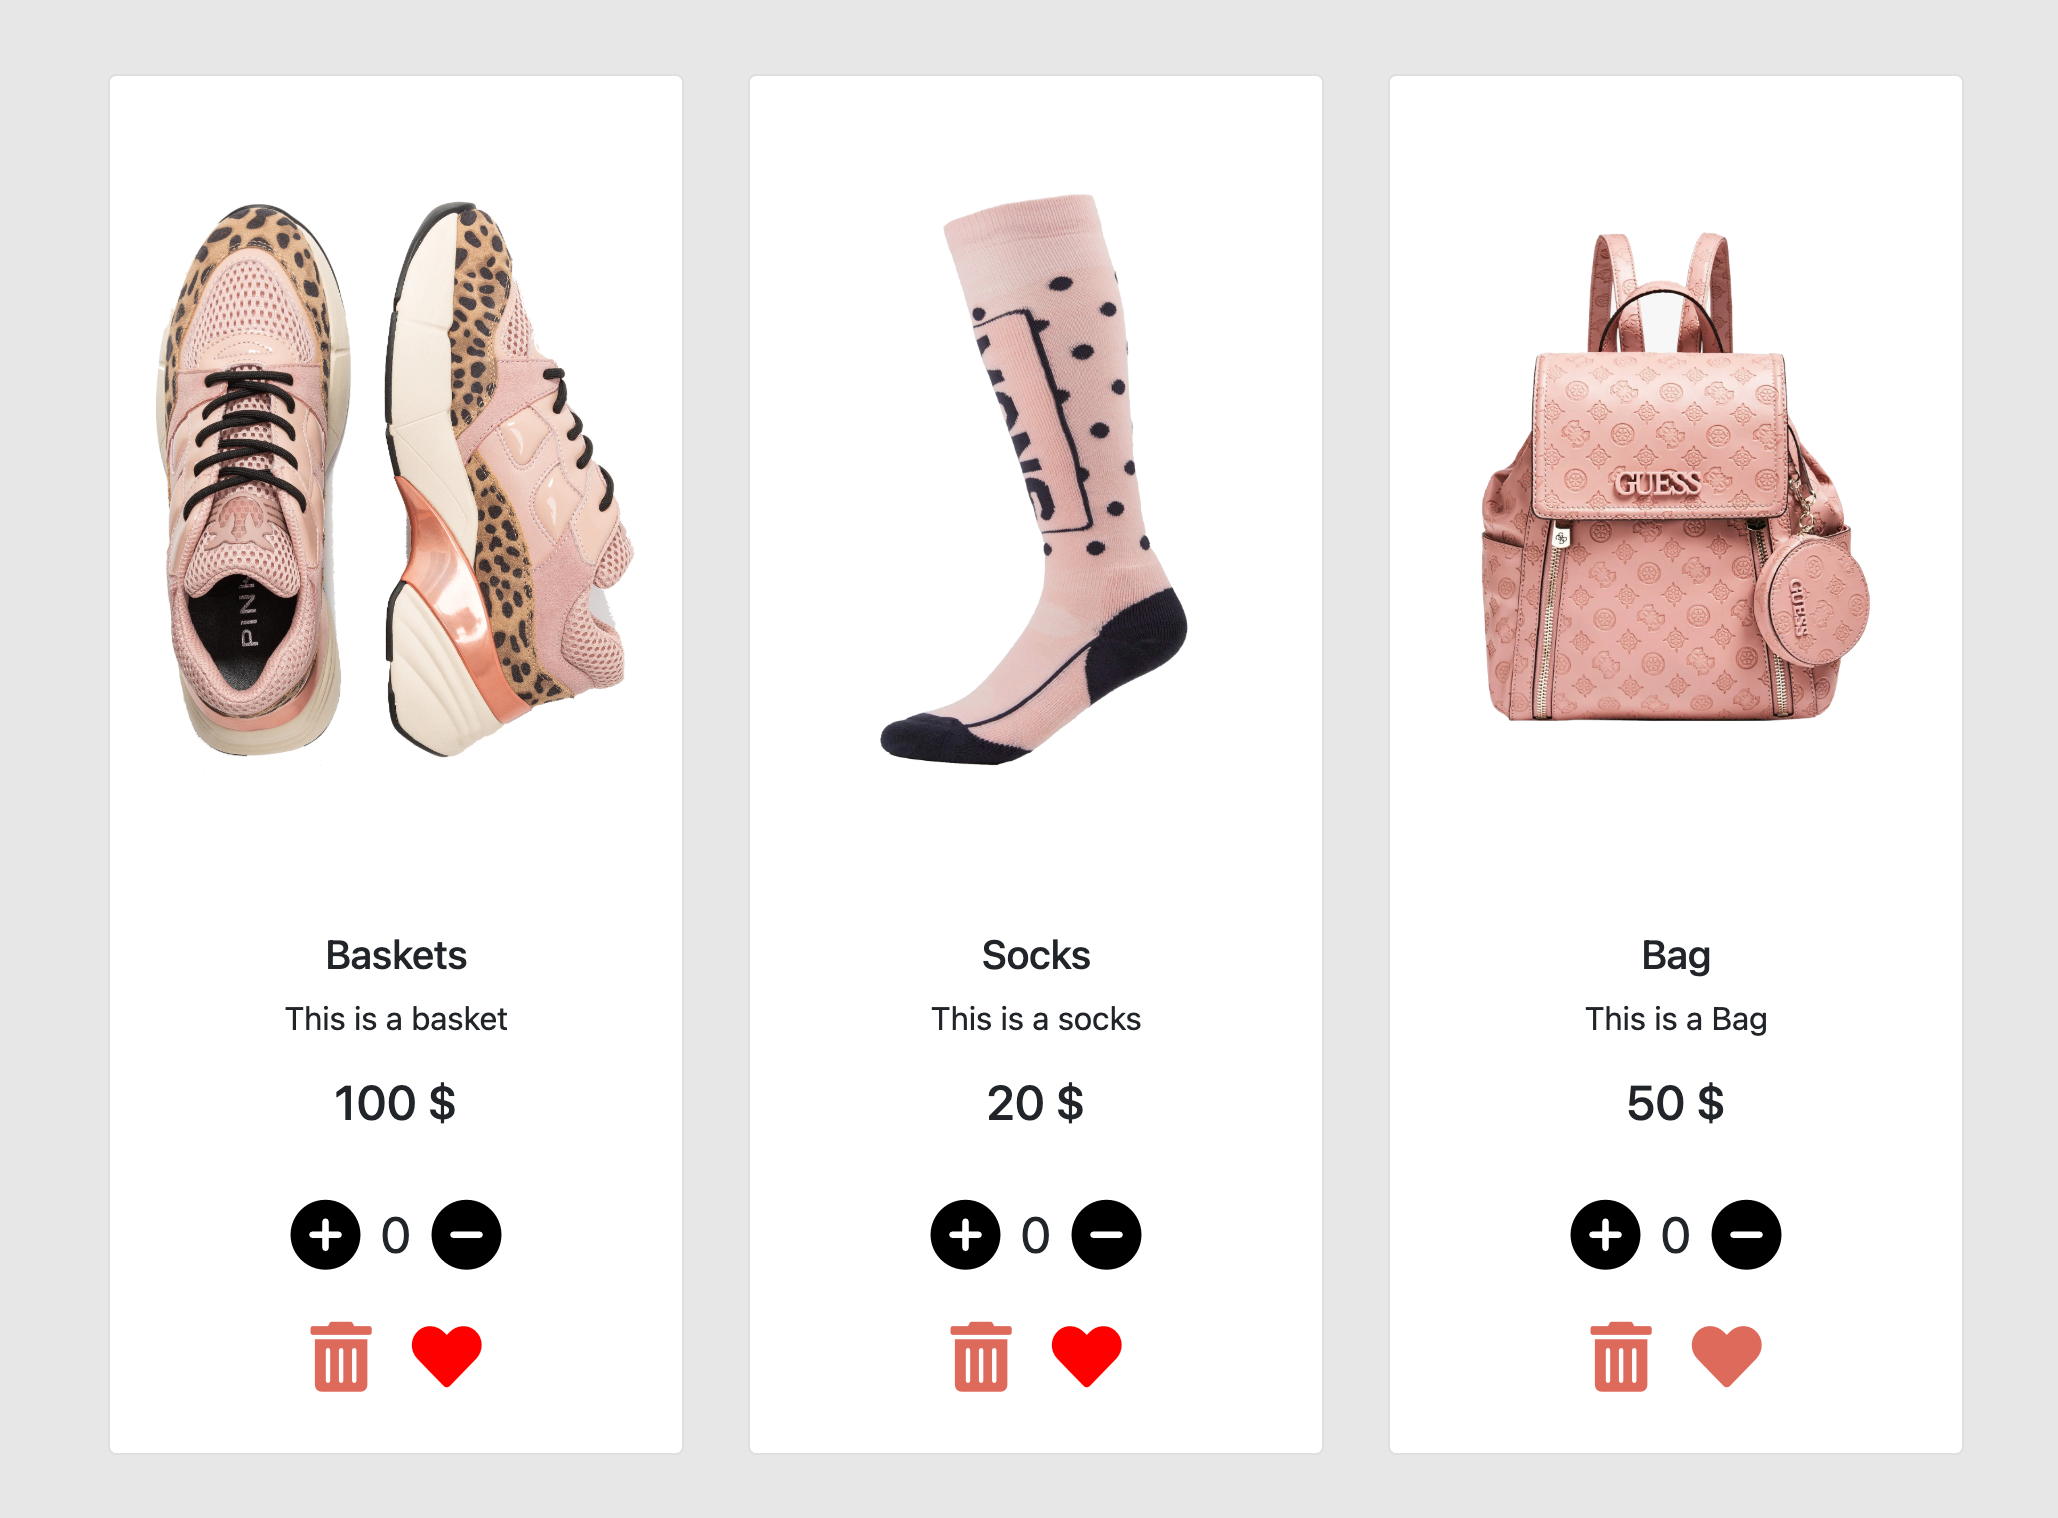 GUESS
GUESS
Baskets
This is a basket
100 $
0
Socks
This is a socks
20 $
0
Bag
This is a Bag
50 $
0